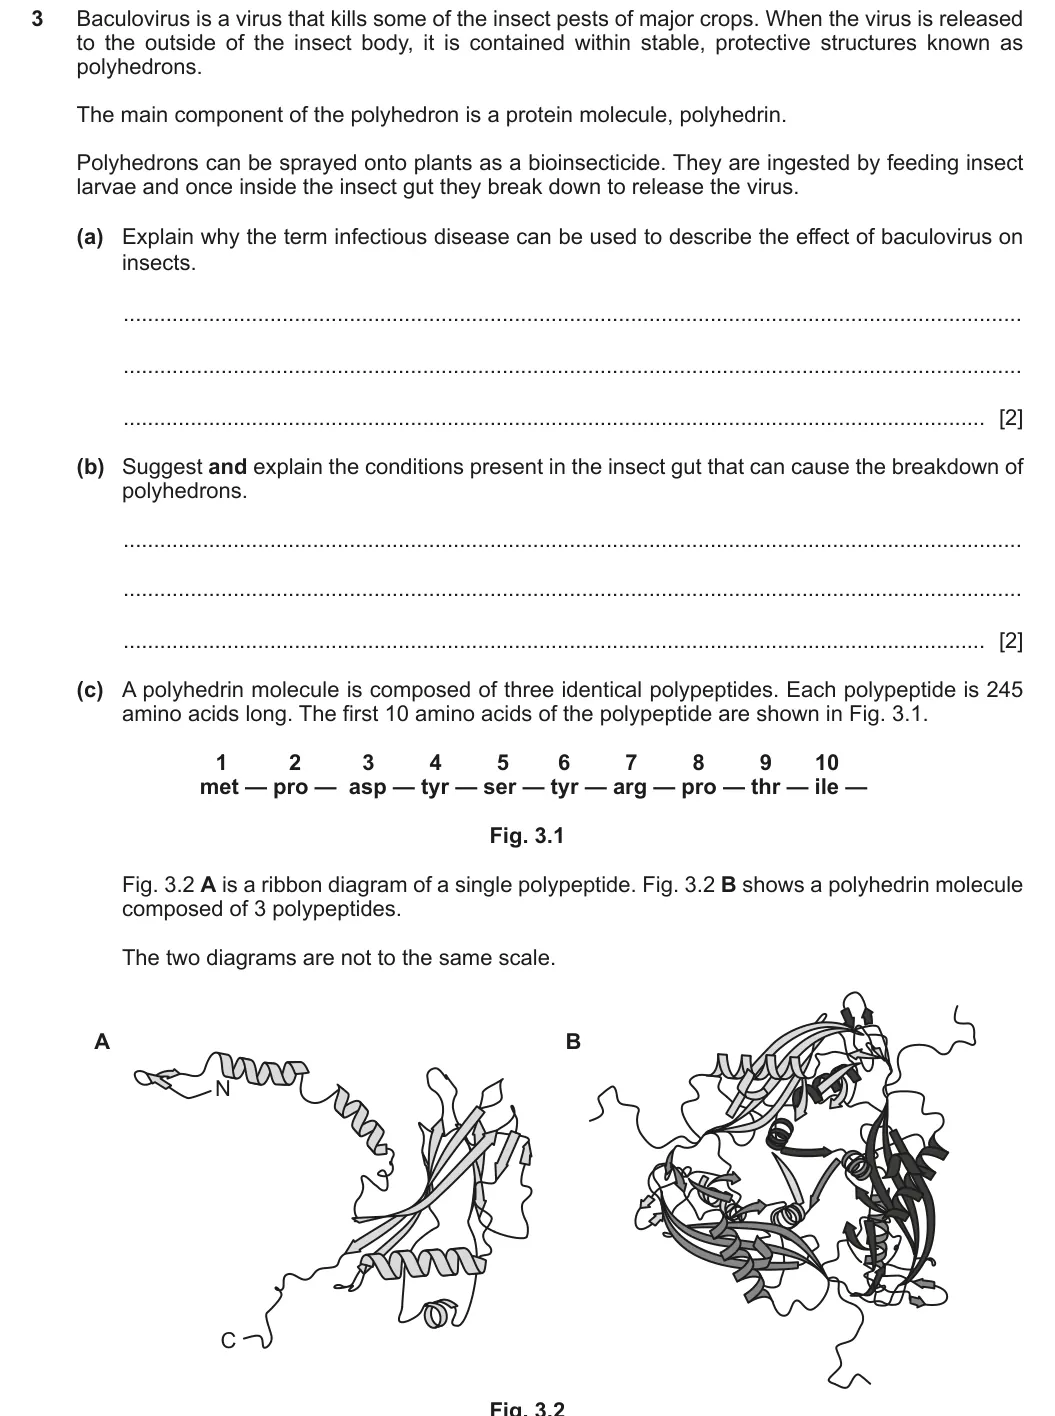 3 Baculovirus is a virus that kills some of the insect pests of major crops. When the virus is released
to the outside of the insect body, it is contained within stable, protective structures known as
polyhedrons.
The main component of the polyhedron is a protein molecule, polyhedrin.
Polyhedrons can be sprayed onto plants as a bioinsecticide. They are ingested by feeding insect
larvae and once inside the insect gut they break down to release the virus.
(a) Explain why the term infectious disease can be used to describe the effect of baculovirus on
insects.
[2]
(b) Suggest and explain the conditions present in the insect gut that can cause the breakdown of
polyhedrons.
[2]
(c) A polyhedrin molecule is composed of three identical polypeptides. Each polypeptide is 245
amino acids long. The first 10 amino acids of the polypeptide are shown in Fig. 3.1.
1 2 3 4 5 6 7 8 9 10
met — pro — asp — tyr — ser — tyr — arg — pro — thr — ile —
Fig. 3.1
Fig. 3.2 A is a ribbon diagram of a single polypeptide. Fig. 3.2 B shows a polyhedrin molecule
composed of 3 polypeptides.
The two diagrams are not to the same scale.
A B
N
C
Fig. 3.2